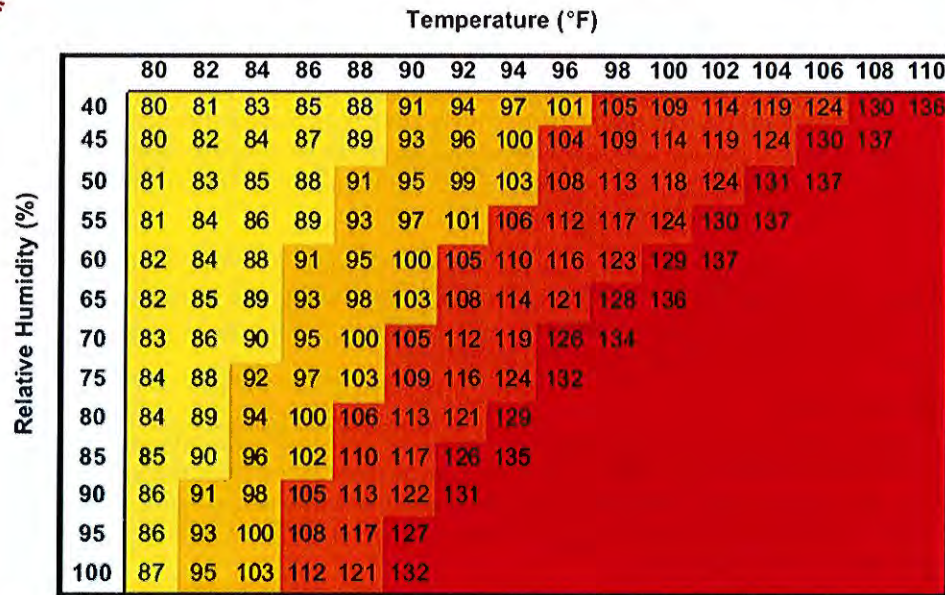 Temperature (°F)
80 82 84 86 88 90 92 94 96 98 100 102 104 106 108 110
Relative Humidity (%)
40 80 81 83 85 88 91 94 97 101 105 109 114 119 124 130 136
45 80 82 84 87 89 93 96 100 104 109 114 119 124 130 137
50 81 83 85 88 91 95 99 103 108 113 118 124 131 137
55 81 84 86 89 93 97 101 106 112 117 124 130 137
60 82 84 88 91 95 100 105 110 116 123 129 137
65 82 85 89 93 98 103 108 114 121 128 136
70 83 86 90 95 100 105 112 119 126 134
75 84 88 92 97 103 109 116 124 132
80 84 89 94 100 106 113 121 129
85 85 90 96 102 110 117 126 135
90 86 91 98 105 113 122 131
95 86 93 100 108 117 127
100 87 95 103 112 121 132